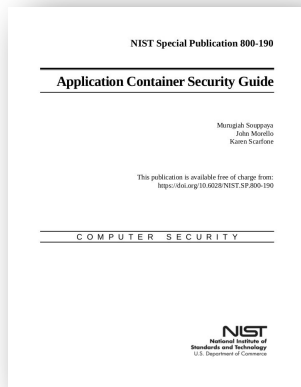 NIST Special Publication 800-190
Application Container Security Guide
Murugiah Souppaya
John Morello
Karen Scarfone
This publication is available free of charge from:
https://doi.org/10.6028/NIST.SP.800-190
COMPUTER SECURITY
NIST
National Institute of
Standards and Technology
U.S. Department of Commerce